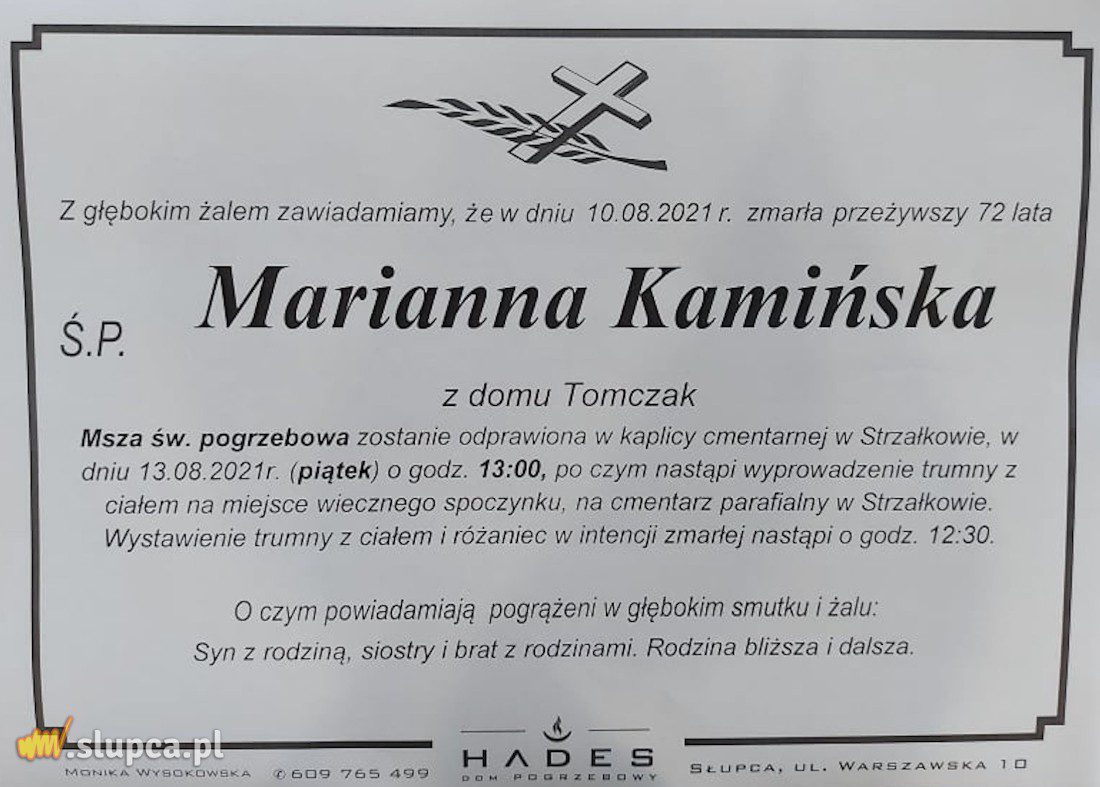 Z głębokim żalem zawiadamiamy, że w dniu 10.08.2021 r. zmarła przeżywszy 72 lata
Ś.P. Marianna Kamińska
z domu Tomczak
Msza św. pogrzebowa zostanie odprawiona w kaplicy cmentarnej w Strzałkowie, w
dniu 13.08.2021r. (piątek) o godz. 13:00, po czym nastąpi wyprowadzenie trumny z
ciałem na miejsce wiecznego spoczynku, na cmentarz parafialny w Strzałkowie.
Wystawienie trumny z ciałem i różaniec w intencji zmarłej nastąpi o godz. 12:30.
O czym powiadamiają pogrążeni w głębokim smutku i żalu:
Syn z rodziną, siostry i brat z rodzinami. Rodzina bliższa i dalsza.
ww.slupca.pl
HADES
DOM POGRZEBOWY
MONIKA WYSOKOWSKA ✆609 765 499
SŁUPCA, UL. WARSZAWSKA 10